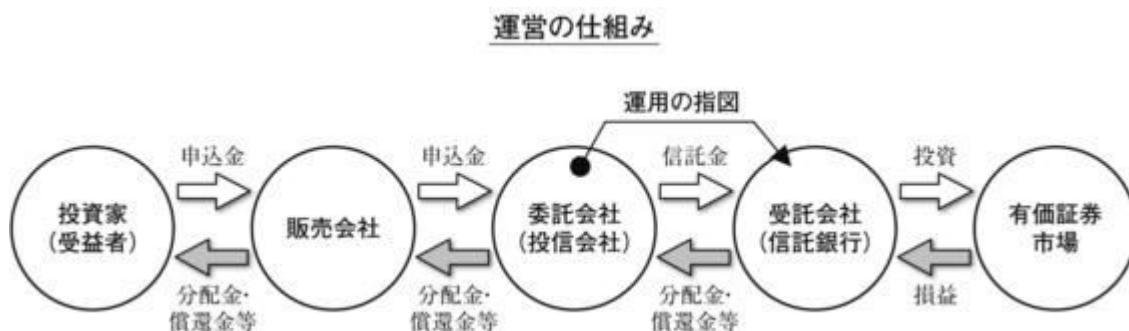 運営の仕組み
運用の指図
申込金
申込金
信託金
投資
投資家
(受益者)
販売会社
委託会社
(投信会社)
受託会社
(信託銀行)
有価証券
市場
分配金・
償還金等
分配金・
償還金等
分配金・
償還金等
損益